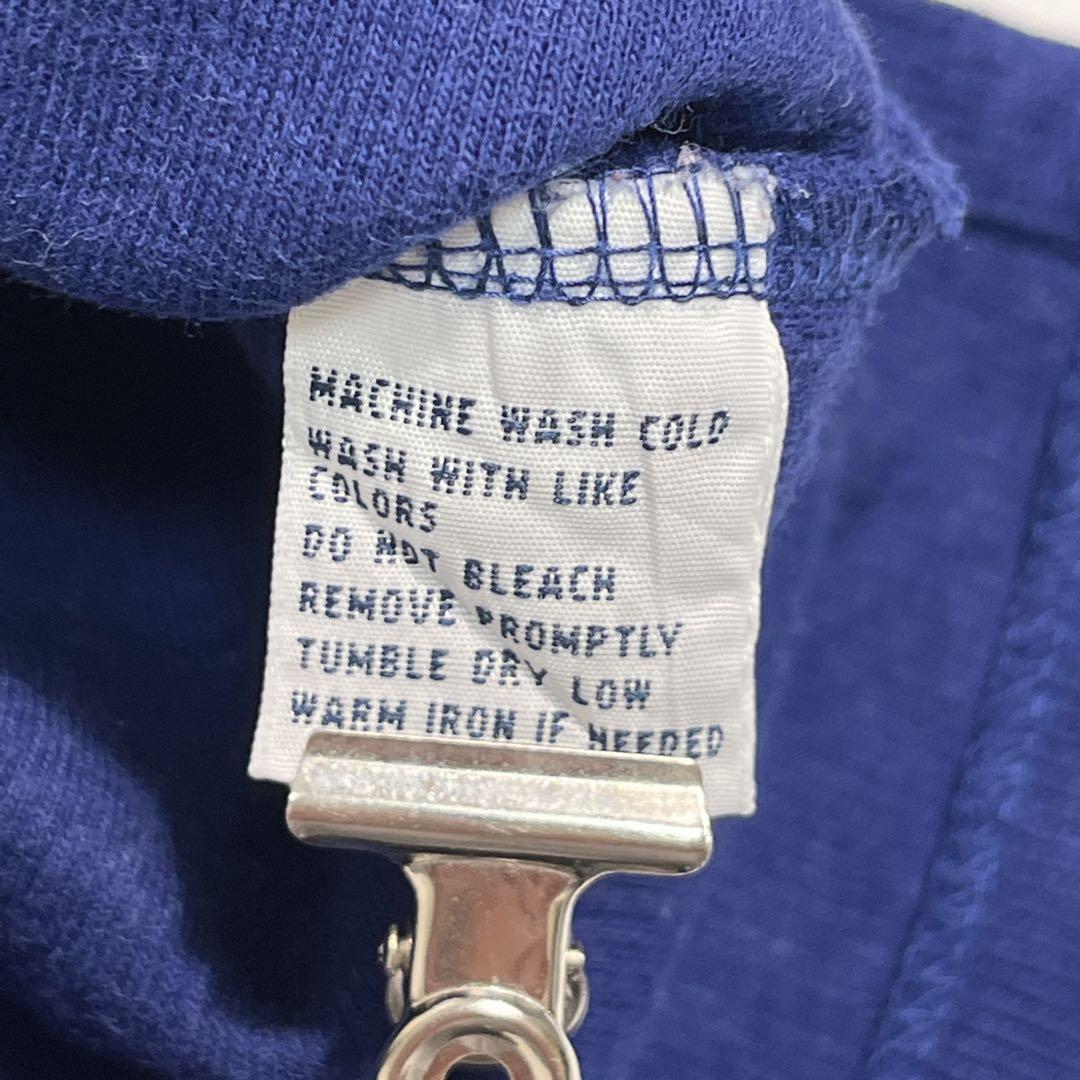 MACHINE WASH COLD
WASH WITH LIKE
COLORS
DO NOT BLEACH
REMOVE PROMPTLY
TUMBLE DRY LOW
WARM IRON IF NEEDED